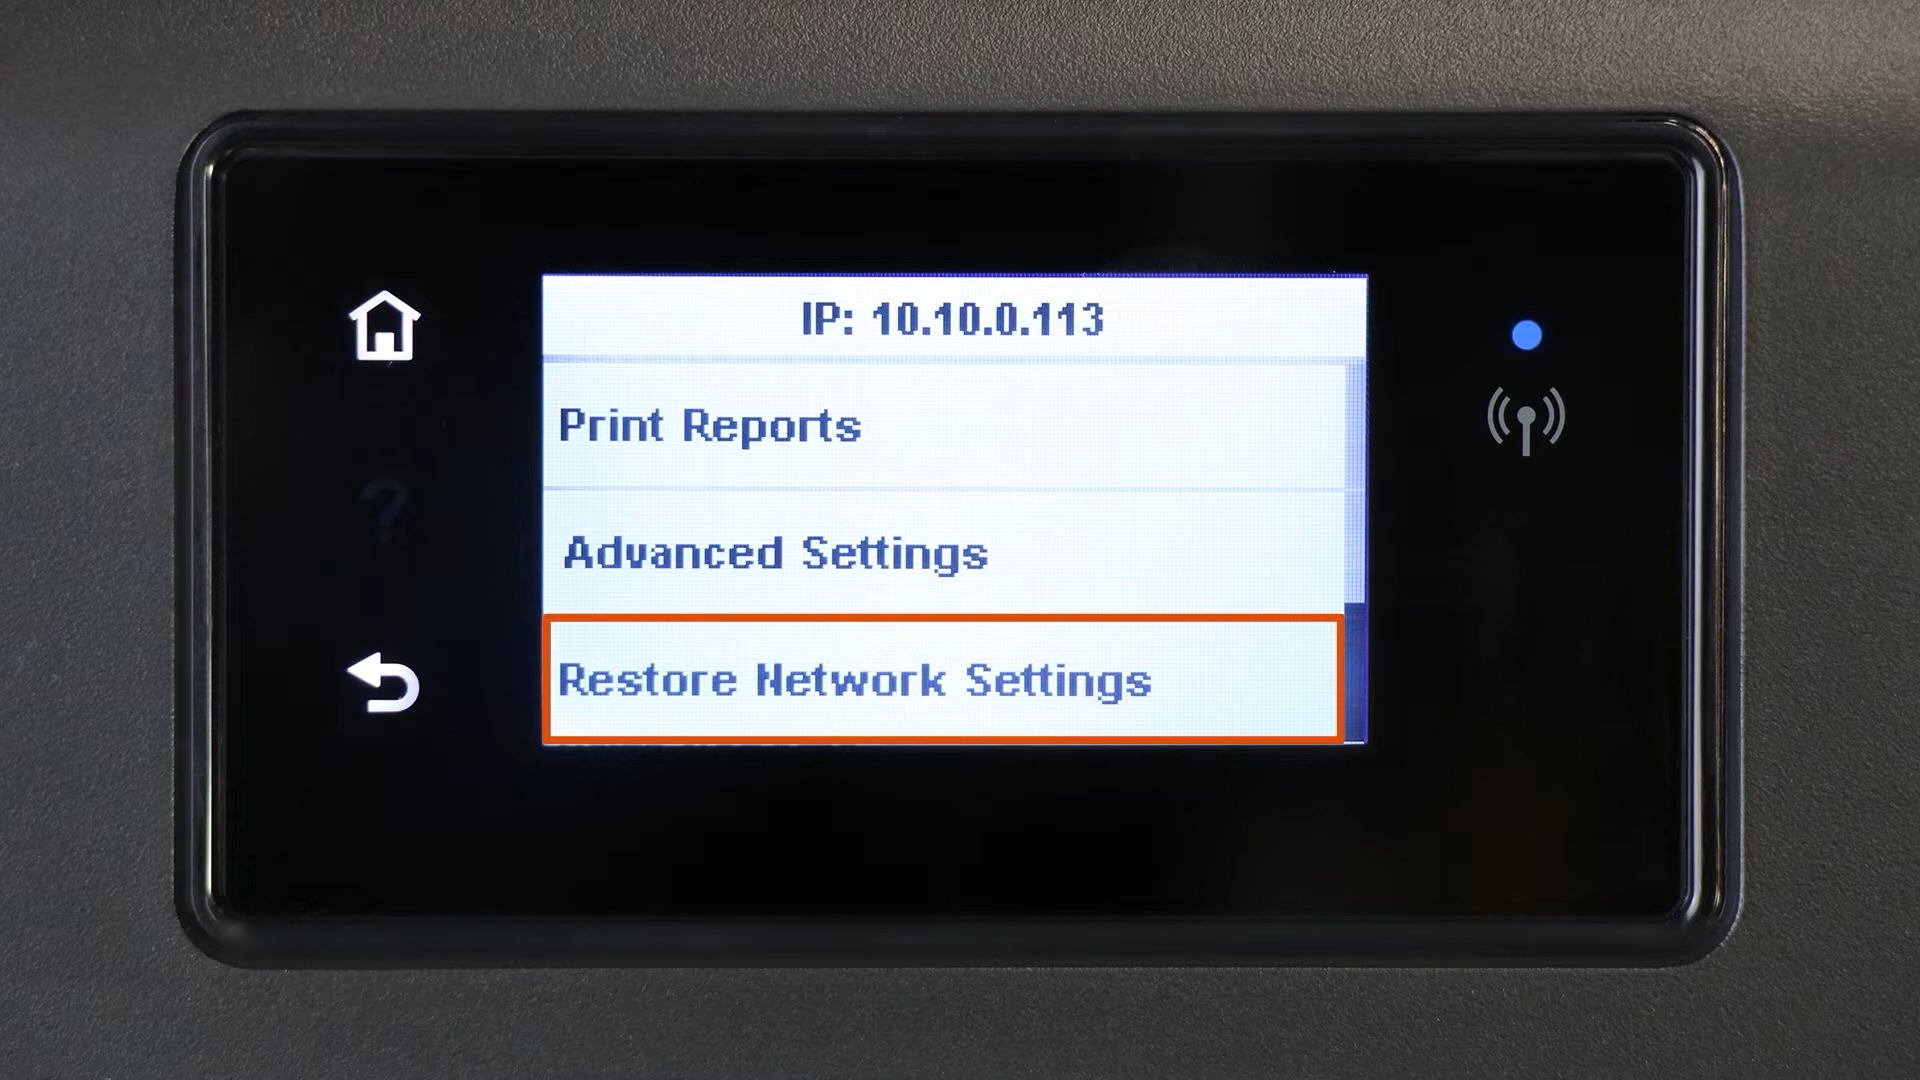 IP: 10.10.0.113
Print Reports
Advanced Settings
Restore Network Settings